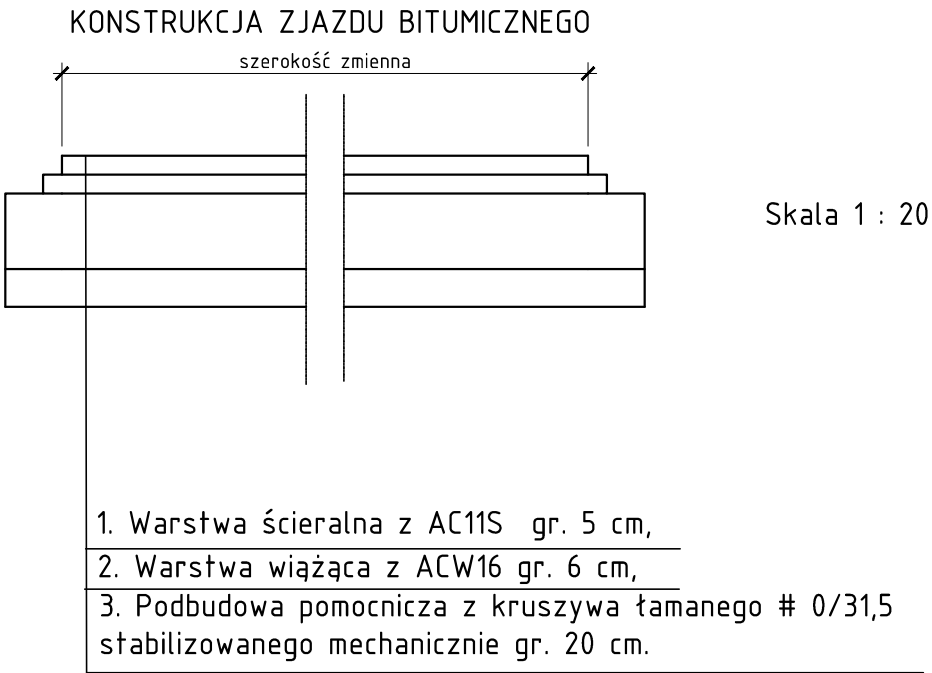 KONSTRUKCJA ZJAZDU BITUMICZNEGO
szerokość zmienna
Skala 1 : 20
1. Warstwa ścieralna z AC11S gr. 5 cm,
2. Warstwa wiążąca z ACW16 gr. 6 cm,
3. Podbudowa pomocnicza z kruszywa łamanego # 0/31,5
stabilizowanego mechanicznie gr. 20 cm.